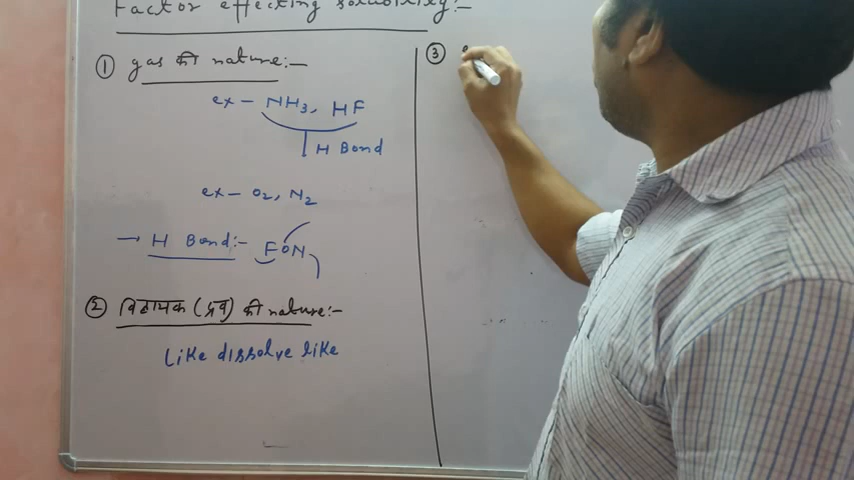 Factor effecting solubility:-
① gas की nature:-
ex- NH3, HF
H Bond
ex- O2, N2
→ H Bond:- FON
② विलायक (द्रव) की nature:-
Like dissolve like
③